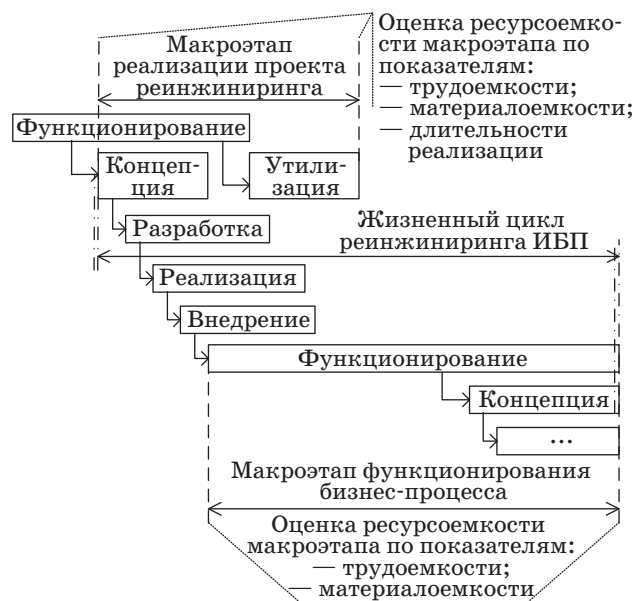 Макроэтап
реализации проекта
реинжиниринга
Оценка ресурсоемко-
сти макроэтапа по
показателям:
— трудоемкости;
— материалоемкости;
— длительности
реализации
Функционирование
Концеп-
ция
Утили-
зация
Разработка
Жизненный цикл
реинжиниринга ИБП
Реализация
Внедрение
Функционирование
Концепция
...
Макроэтап функционирования
бизнес-процесса
Оценка ресурсоемкости
макроэтапа по показателям:
— трудоемкости;
— материалоемкости